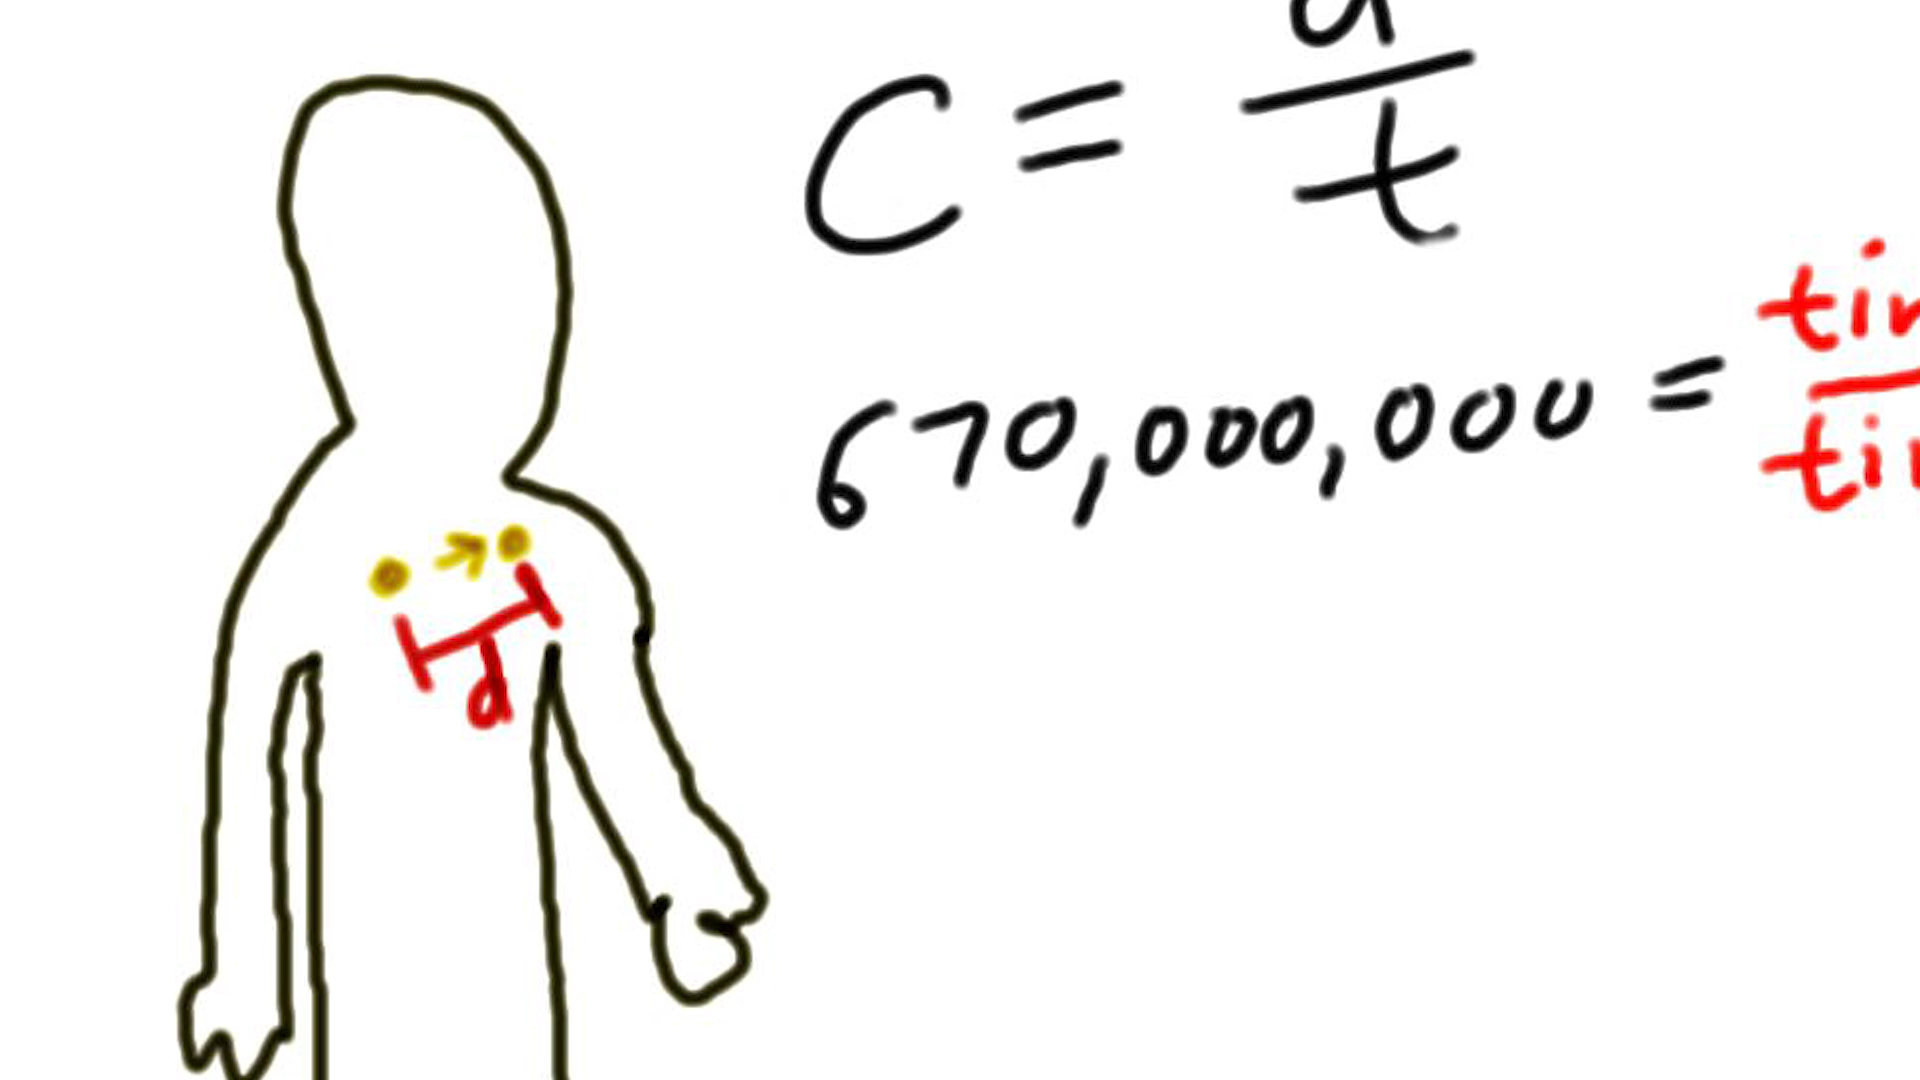 C = d/t
670,000,000 =
d